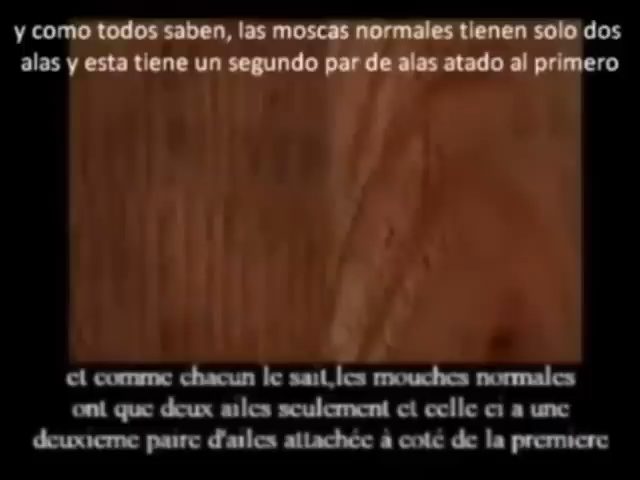 y como todos saben, las moscas normales tienen solo dos
alas y esta tiene un segundo par de alas atado al primero
et comme chacun le sait,les mouches normales
ont que deux ailes seulement et celle ci a une
deuxieme paire d'ailes attachée à coté de la premiere